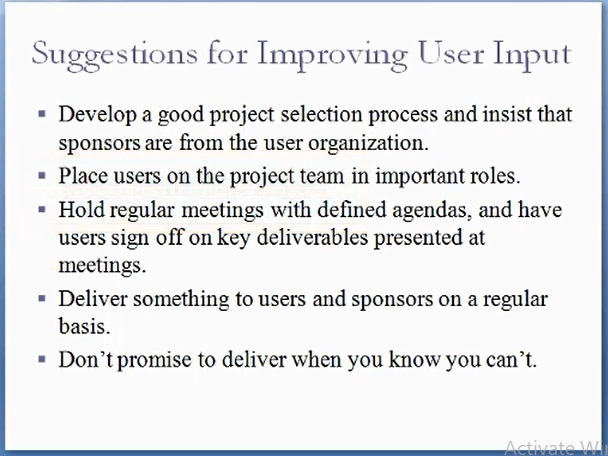 Suggestions for Improving User Input
▪ Develop a good project selection process and insist that
sponsors are from the user organization.
▪ Place users on the project team in important roles.
▪ Hold regular meetings with defined agendas, and have
users sign off on key deliverables presented at
meetings.
▪ Deliver something to users and sponsors on a regular
basis.
▪ Don’t promise to deliver when you know you can’t.
Activate Wi